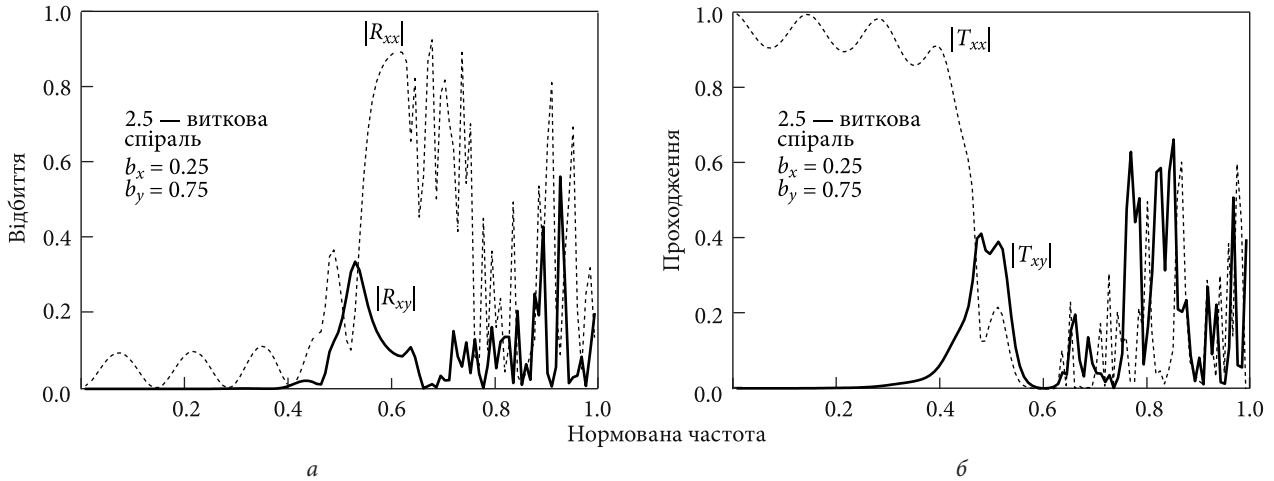 1.0
0.8
0.6
0.4
0.2
0.0
0.2
0.4
0.6
0.8
1.0
Відбиття
|Rxx|
2.5 — виткова
спіраль
bx = 0.25
by = 0.75
|Rxy|
1.0
0.8
0.6
0.4
0.2
0.0
0.2
0.4
0.6
0.8
1.0
Проходження
|Txx|
2.5 — виткова
спіраль
bx = 0.25
by = 0.75
|Txy|
Нормована частота
а
б